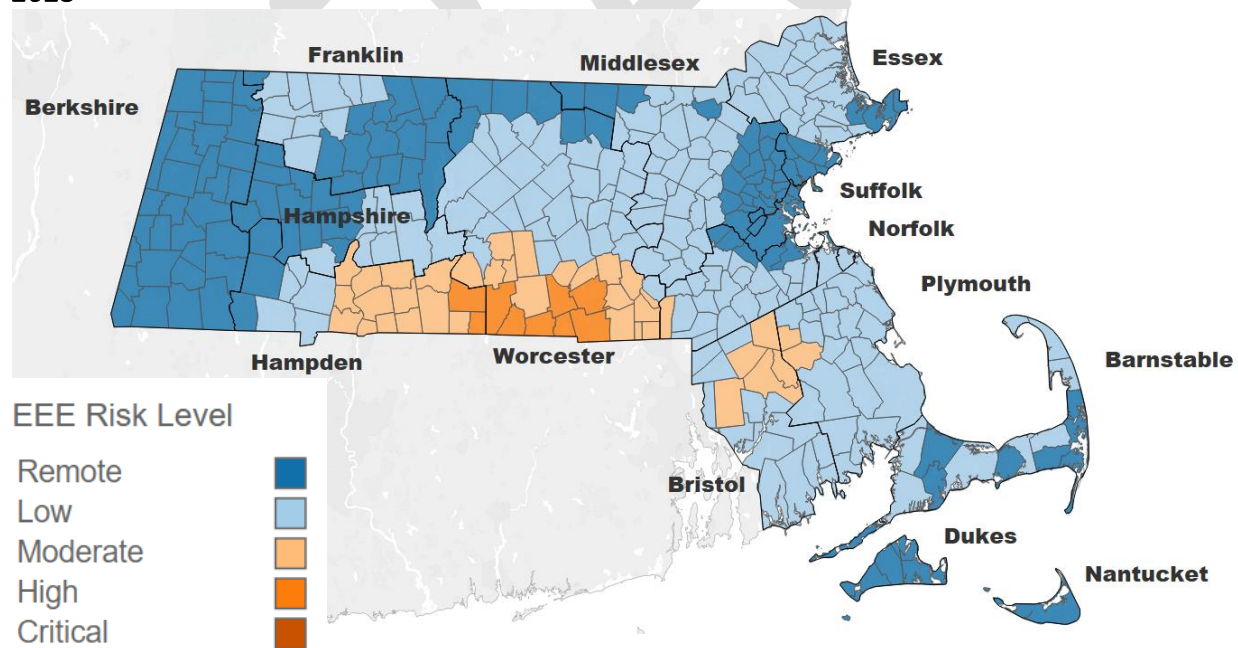 Franklin
Middlesex
Essex
Berkshire
Suffolk
Hampshire
Norfolk
Plymouth
Hampden
Worcester
Barnstable
EEE Risk Level
Remote
Low
Moderate
High
Critical
Bristol
Dukes
Nantucket